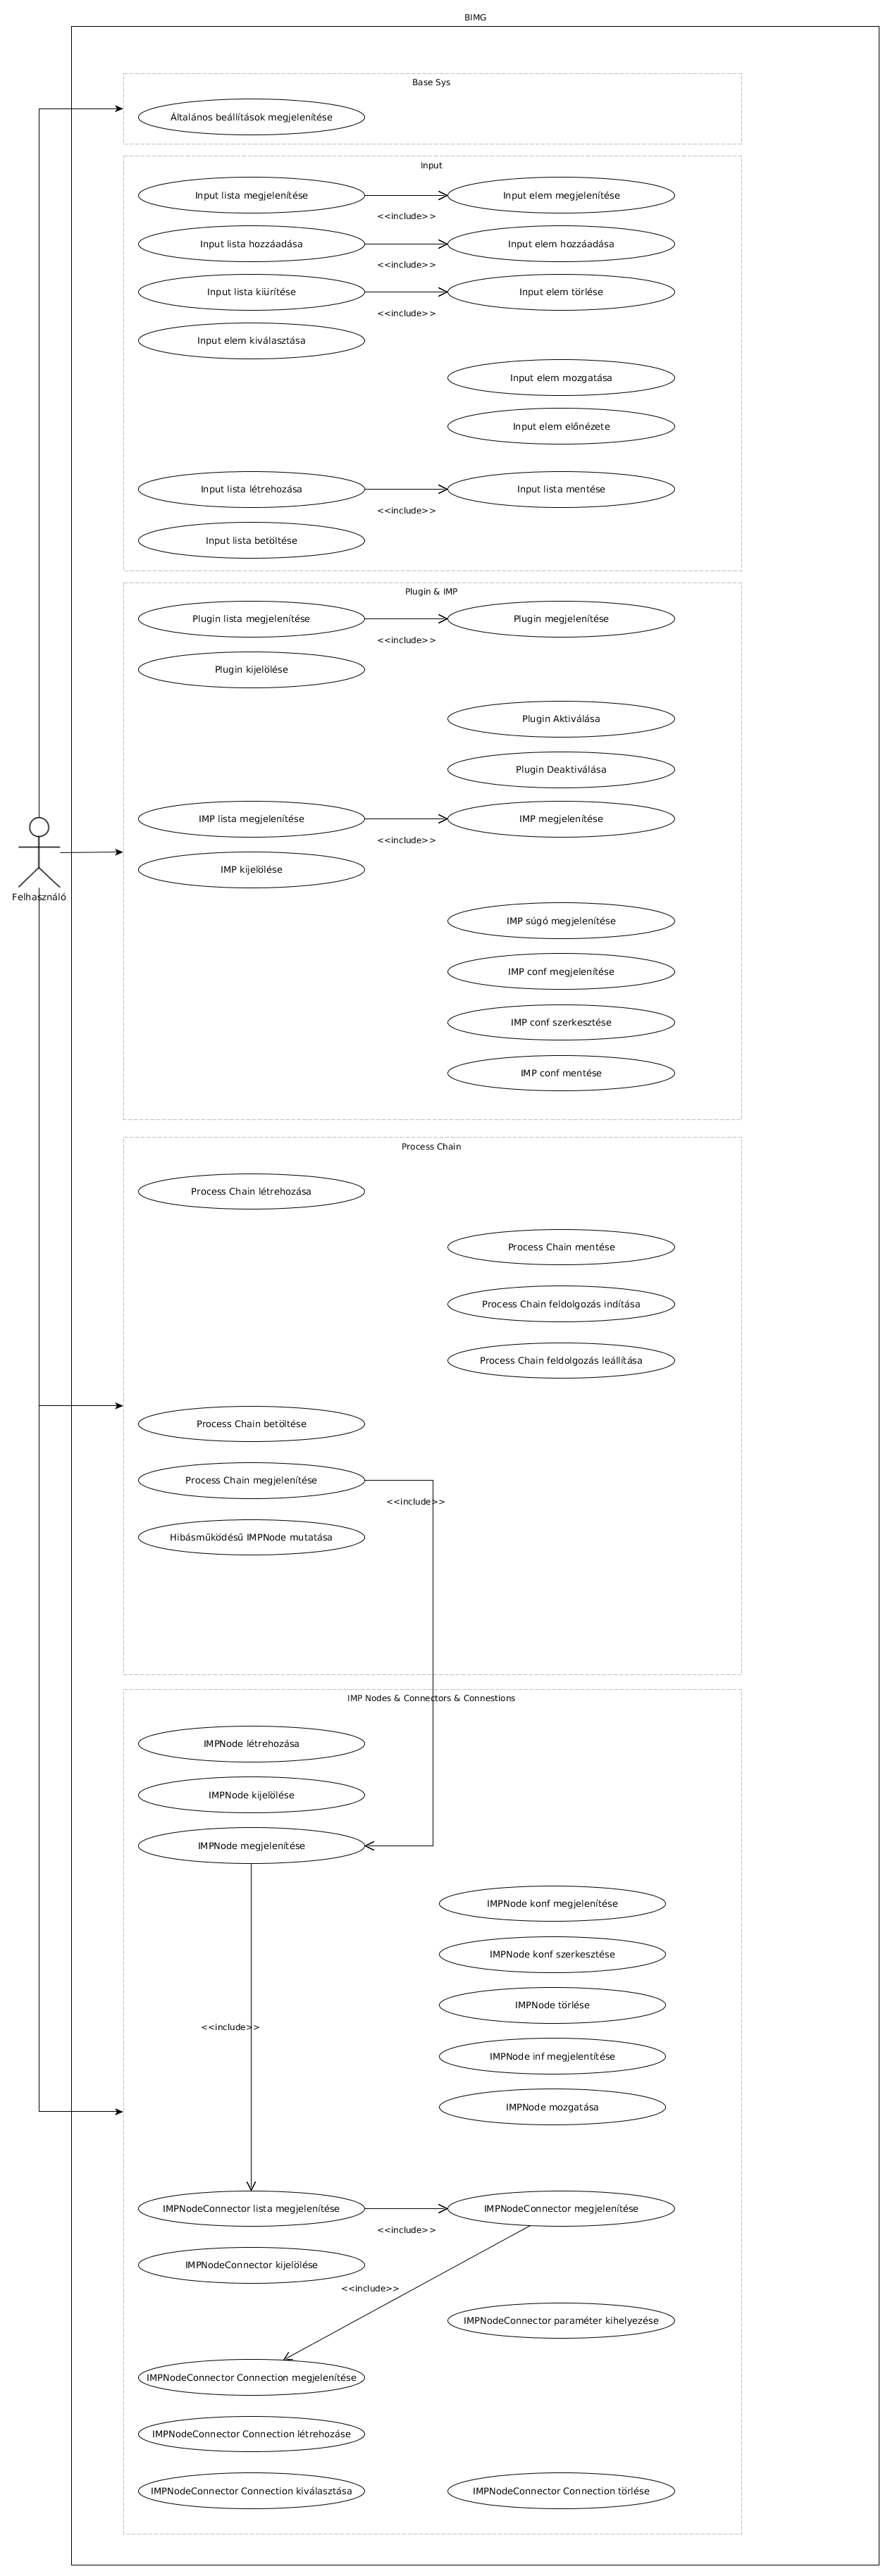 BIMG
Base Sys
Általános beállítások megjelenítése
Input
Input lista megjelenítése
Input elem megjelenítése
<<include>>
Input lista hozzáadása
Input elem hozzáadása
<<include>>
Input lista kiürítése
Input elem törlése
<<include>>
Input elem kiválasztása
Input elem mozgatása
Input elem előnézete
Input lista létrehozása
Input lista mentése
<<include>>
Input lista betöltése
Plugin & IMP
Plugin lista megjelenítése
Plugin megjelenítése
<<include>>
Plugin kijelölése
Plugin Aktiválása
Plugin Deaktiválása
IMP lista megjelenítése
IMP megjelenítése
<<include>>
IMP kijelölése
Felhasználó
IMP súgó megjelenítése
IMP conf megjelenítése
IMP conf szerkesztése
IMP conf mentése
Process Chain
Process Chain létrehozása
Process Chain mentése
Process Chain feldolgozás indítása
Process Chain feldolgozás leállítása
Process Chain betöltése
Process Chain megjelenítése
<<include>>
Hibásműködésű IMPNode mutatása
IMP Nodes & Connectors & Connestions
IMPNode létrehozása
IMPNode kijelölése
IMPNode megjelenítése
IMPNode konf megjelenítése
IMPNode konf szerkesztése
IMPNode törlése
<<include>>
IMPNode inf megjelentítése
IMPNode mozgatása
IMPNodeConnector lista megjelenítése
IMPNodeConnector megjelenítése
<<include>>
IMPNodeConnector kijelölése
<<include>>
IMPNodeConnector paraméter kihelyezése
IMPNodeConnector Connection megjelenítése
IMPNodeConnector Connection létrehozáse
IMPNodeConnector Connection kiválasztása
IMPNodeConnector Connection törlése